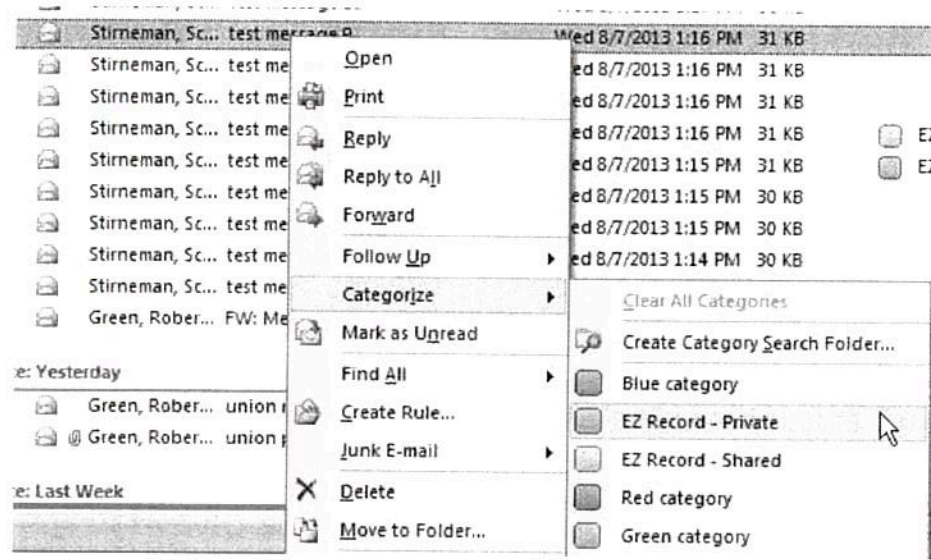 Stirneman, Sc... test message 9 Wed 8/7/2013 1:16 PM 31 KB
Stirneman, Sc... test me ed 8/7/2013 1:16 PM 31 KB
Stirneman, Sc... test me ed 8/7/2013 1:16 PM 31 KB
Stirneman, Sc... test me ed 8/7/2013 1:16 PM 31 KB EZ
Stirneman, Sc... test me ed 8/7/2013 1:15 PM 31 KB EZ
Stirneman, Sc... test me ed 8/7/2013 1:15 PM 30 KB
Stirneman, Sc... test me ed 8/7/2013 1:15 PM 30 KB
Stirneman, Sc... test me ed 8/7/2013 1:14 PM 30 KB
Stirneman, Sc... test me
Green, Rober... FW: Me
e: Yesterday
Green, Rober... union
Green, Rober... union
e: Last Week
Open
Print
Reply
Reply to All
Forward
Follow Up
Categorize
Mark as Unread
Find All
Create Rule...
Junk E-mail
Delete
Move to Folder...
Clear All Categories
Create Category Search Folder...
Blue category
EZ Record - Private
EZ Record - Shared
Red category
Green category